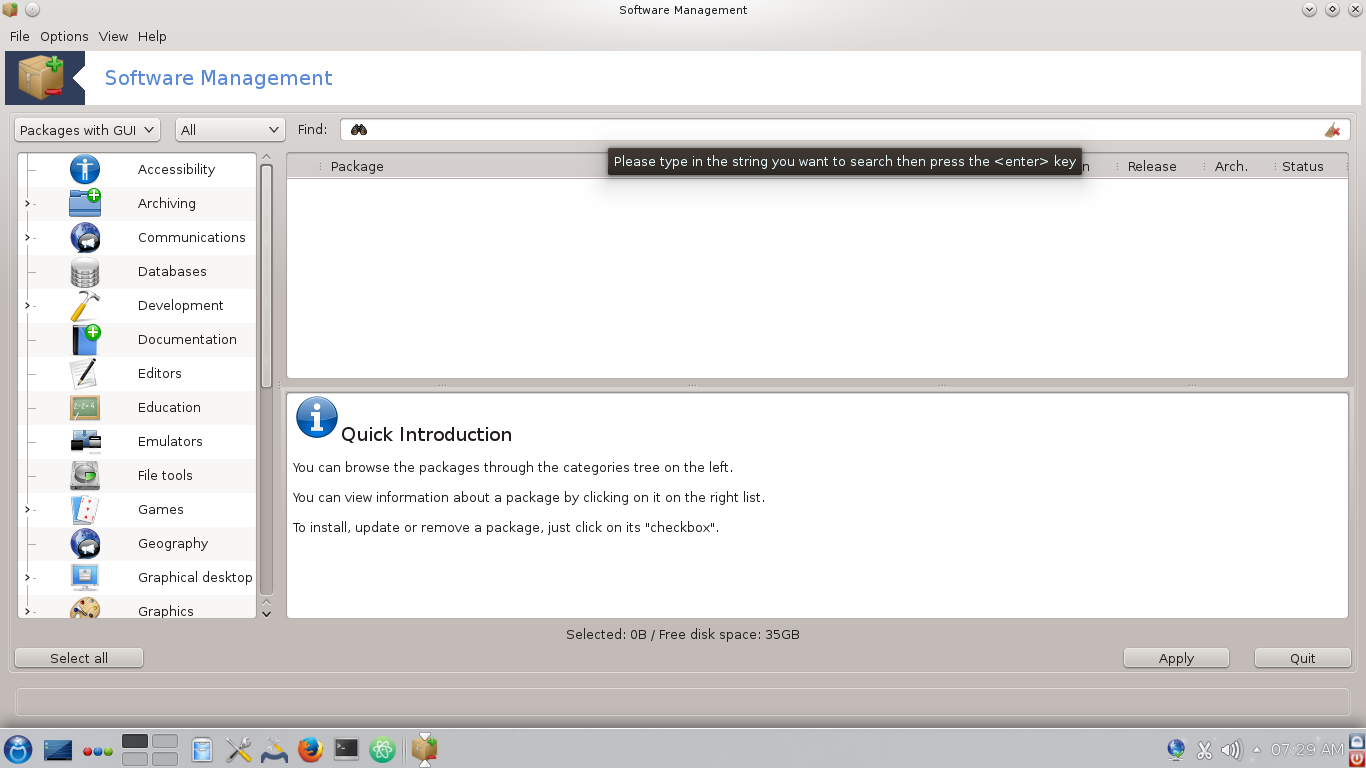 Software Management
File Options View Help
Software Management
Packages with GUI All Find:
Please type in the string you want to search then press the <enter> key
Package Release Arch. Status
Accessibility
Archiving
Communications
Databases
Development
Documentation
Editors
Education
Emulators
File tools
Games
Geography
Graphical desktop
Graphics
Quick Introduction
You can browse the packages through the categories tree on the left.
You can view information about a package by clicking on it on the right list.
To install, update or remove a package, just click on its "checkbox".
Selected: 0B / Free disk space: 35GB
Select all Apply Quit
07:29 AM